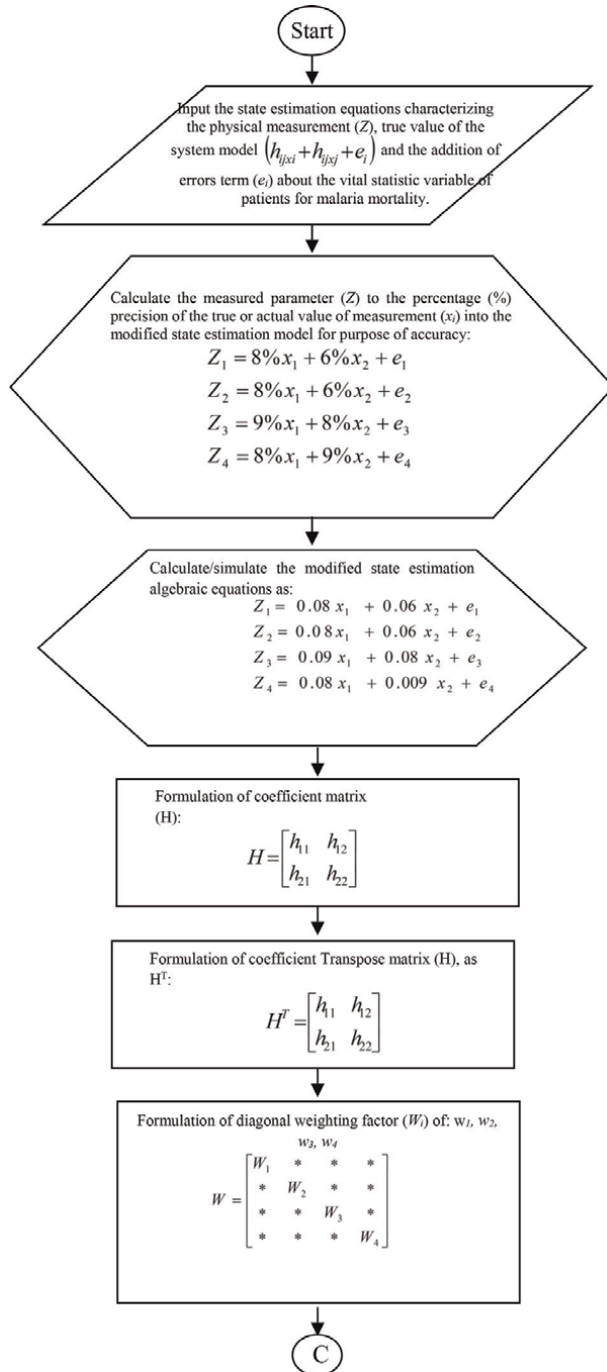 Start
Input the state estimation equations characterizing
the physical measurement (Z), true value of the
system model (h_{ijxi}+h_{ijxj}+e_i) and the addition of
errors term (e_i) about the vital statistic variable of
patients for malaria mortality.
Calculate the measured parameter (Z) to the percentage (%)
precision of the true or actual value of measurement (x_i) into the
modified state estimation model for purpose of accuracy:
Z_1 = 8%x_1 + 6%x_2 + e_1
Z_2 = 8%x_1 + 6%x_2 + e_2
Z_3 = 9%x_1 + 8%x_2 + e_3
Z_4 = 8%x_1 + 9%x_2 + e_4
Calculate/simulate the modified state estimation
algebraic equations as:
Z_1 = 0.08 x_1 + 0.06 x_2 + e_1
Z_2 = 0.08 x_1 + 0.06 x_2 + e_2
Z_3 = 0.09 x_1 + 0.08 x_2 + e_3
Z_4 = 0.08 x_1 + 0.009 x_2 + e_4
Formulation of coefficient matrix
(H):
H = [h_11 h_12
h_21 h_22]
Formulation of coefficient Transpose matrix (H), as
H^T:
H^T = [h_11 h_12
h_21 h_22]
Formulation of diagonal weighting factor (W_i) of: w_1, w_2,
w_3, w_4
W = [W_1 * * *
* W_2 * *
* * W_3 *
* * * W_4]
C